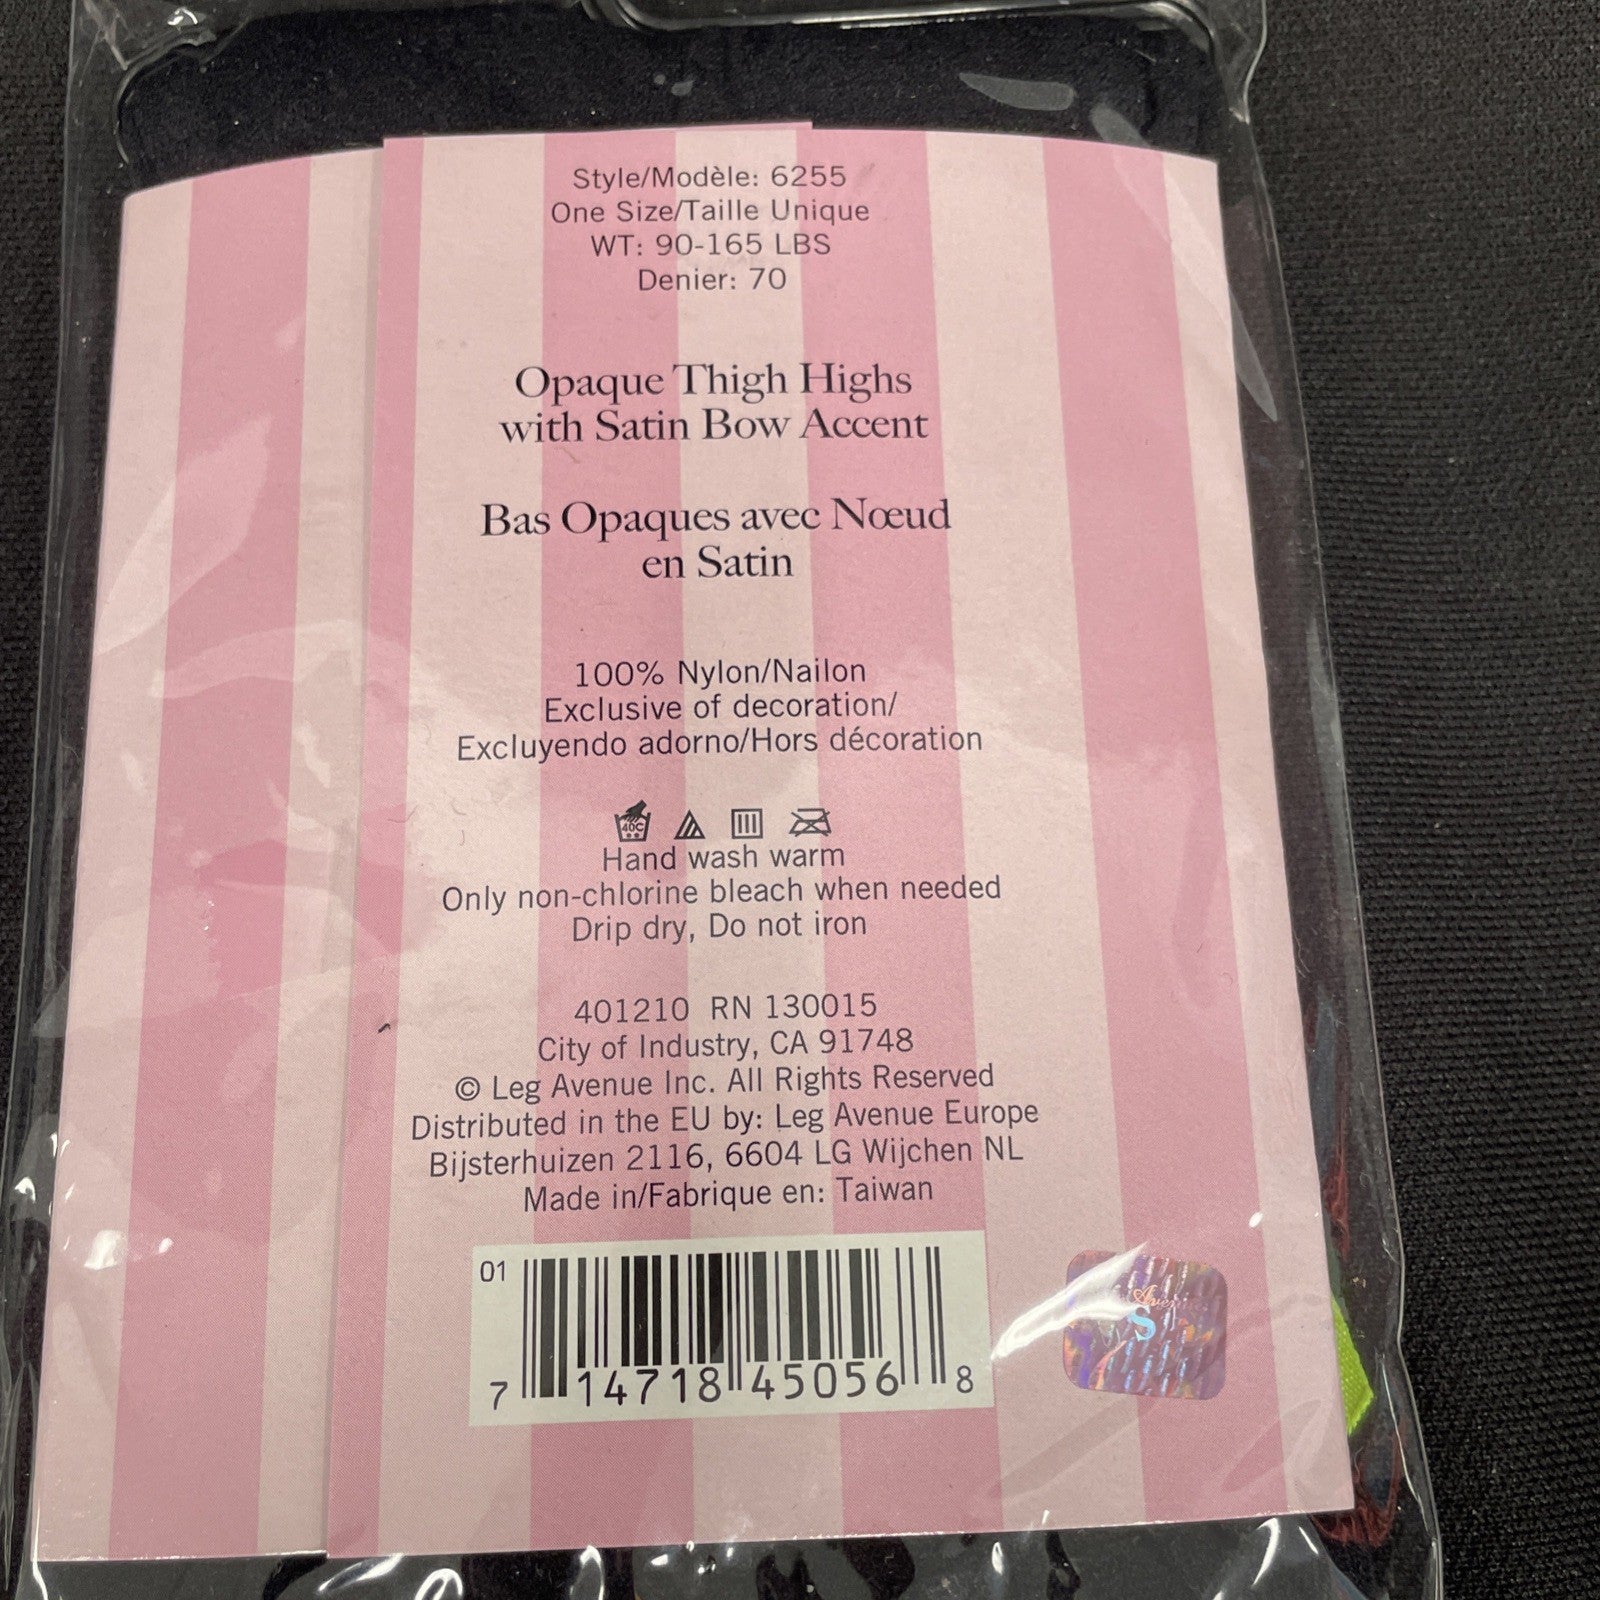 Style/Modèle: 6255
One Size/Taille Unique
WT: 90-165 LBS
Denier: 70
Opaque Thigh Highs
with Satin Bow Accent
Bas Opaques avec Nœud
en Satin
100% Nylon/Nailon
Exclusive of decoration/
Excluyendo adorno/Hors décoration
40C
Hand wash warm
Only non-chlorine bleach when needed
Drip dry, Do not iron
401210 RN 130015
City of Industry, CA 91748
© Leg Avenue Inc. All Rights Reserved
Distributed in the EU by: Leg Avenue Europe
Bijsterhuizen 2116, 6604 LG Wijchen NL
Made in/Fabrique en: Taiwan
01
7 14718 45056 8
Avenue